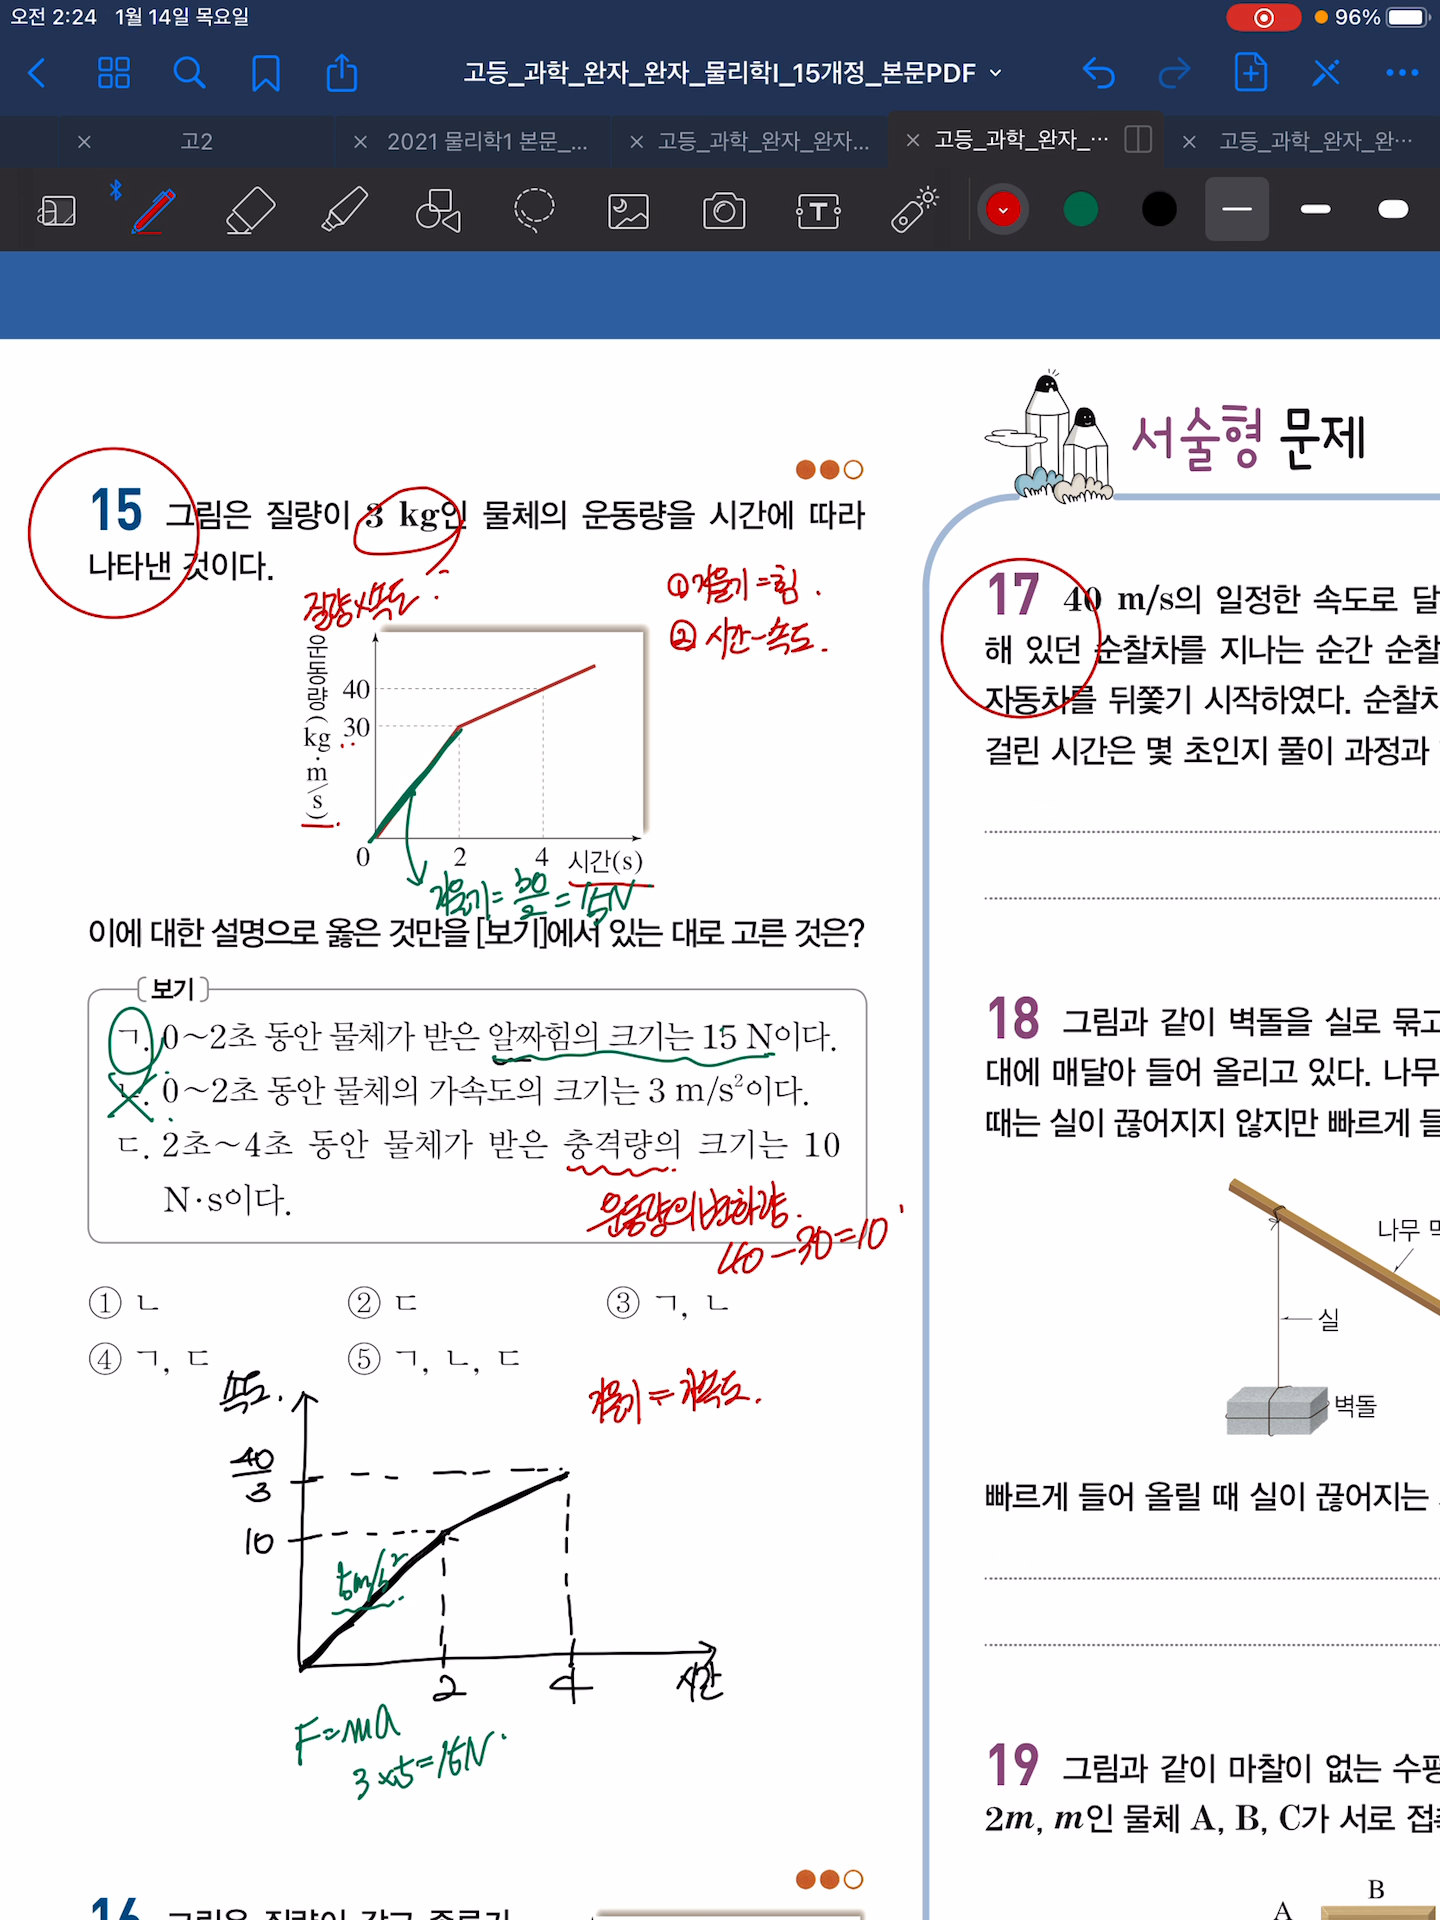 오전 2:24 1월 14일 목요일
96%
고등_과학_완자_완자_물리학I_15개정_본문PDF
고2
2021 물리학1 본문_...
고등_과학_완자_완자...
고등_과학_완자_...
고등_과학_완자_완...
서술형 문제
15 그림은 질량이 3 kg인 물체의 운동량을 시간에 따라
나타낸 것이다.
질량×속도
①기울기=힘.
② 시간-속도.
운동량(kg·m/s)
40
30
0
2
4
시간(s)
기울기=30/2=15N
이에 대한 설명으로 옳은 것만을 [보기]에서 있는 대로 고른 것은?
보기
ㄱ. 0~2초 동안 물체가 받은 알짜힘의 크기는 15 N이다.
ㄴ. 0~2초 동안 물체의 가속도의 크기는 3 m/s²이다.
ㄷ. 2초~4초 동안 물체가 받은 충격량의 크기는 10
N·s이다.
운동량의 변화량.
40-30=10
① ㄴ
② ㄷ
③ ㄱ, ㄴ
④ ㄱ, ㄷ
⑤ ㄱ, ㄴ, ㄷ
속도.
기울기=가속도.
40/3
10
5m/s²
2
4
시간
F=ma
3×5=15N
16
17 40 m/s의 일정한 속도로 달
해 있던 순찰차를 지나는 순간 순찰
자동차를 뒤쫓기 시작하였다. 순찰차
걸린 시간은 몇 초인지 풀이 과정과
18 그림과 같이 벽돌을 실로 묶고
대에 매달아 들어 올리고 있다. 나무
때는 실이 끊어지지 않지만 빠르게 들
나무 막
실
벽돌
빠르게 들어 올릴 때 실이 끊어지는
19 그림과 같이 마찰이 없는 수평
2m, m인 물체 A, B, C가 서로 접촉
B
A